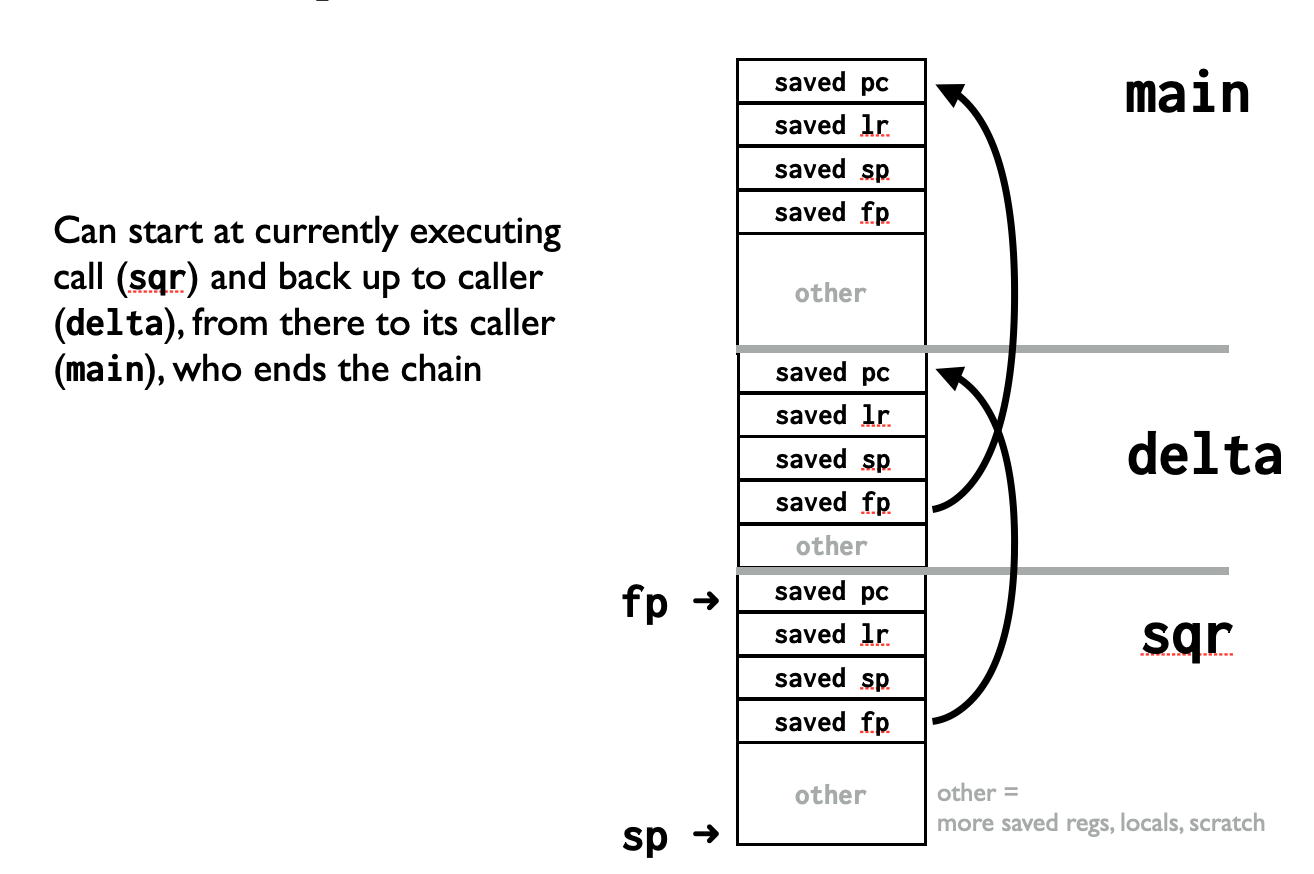 Can start at currently executing
call (sqr) and back up to caller
(delta), from there to its caller
(main), who ends the chain
saved pc
saved lr
saved sp
saved fp
other
main
saved pc
saved lr
saved sp
saved fp
other
delta
fp →
saved pc
saved lr
saved sp
saved fp
other
sqr
sp →
other =
more saved regs, locals, scratch